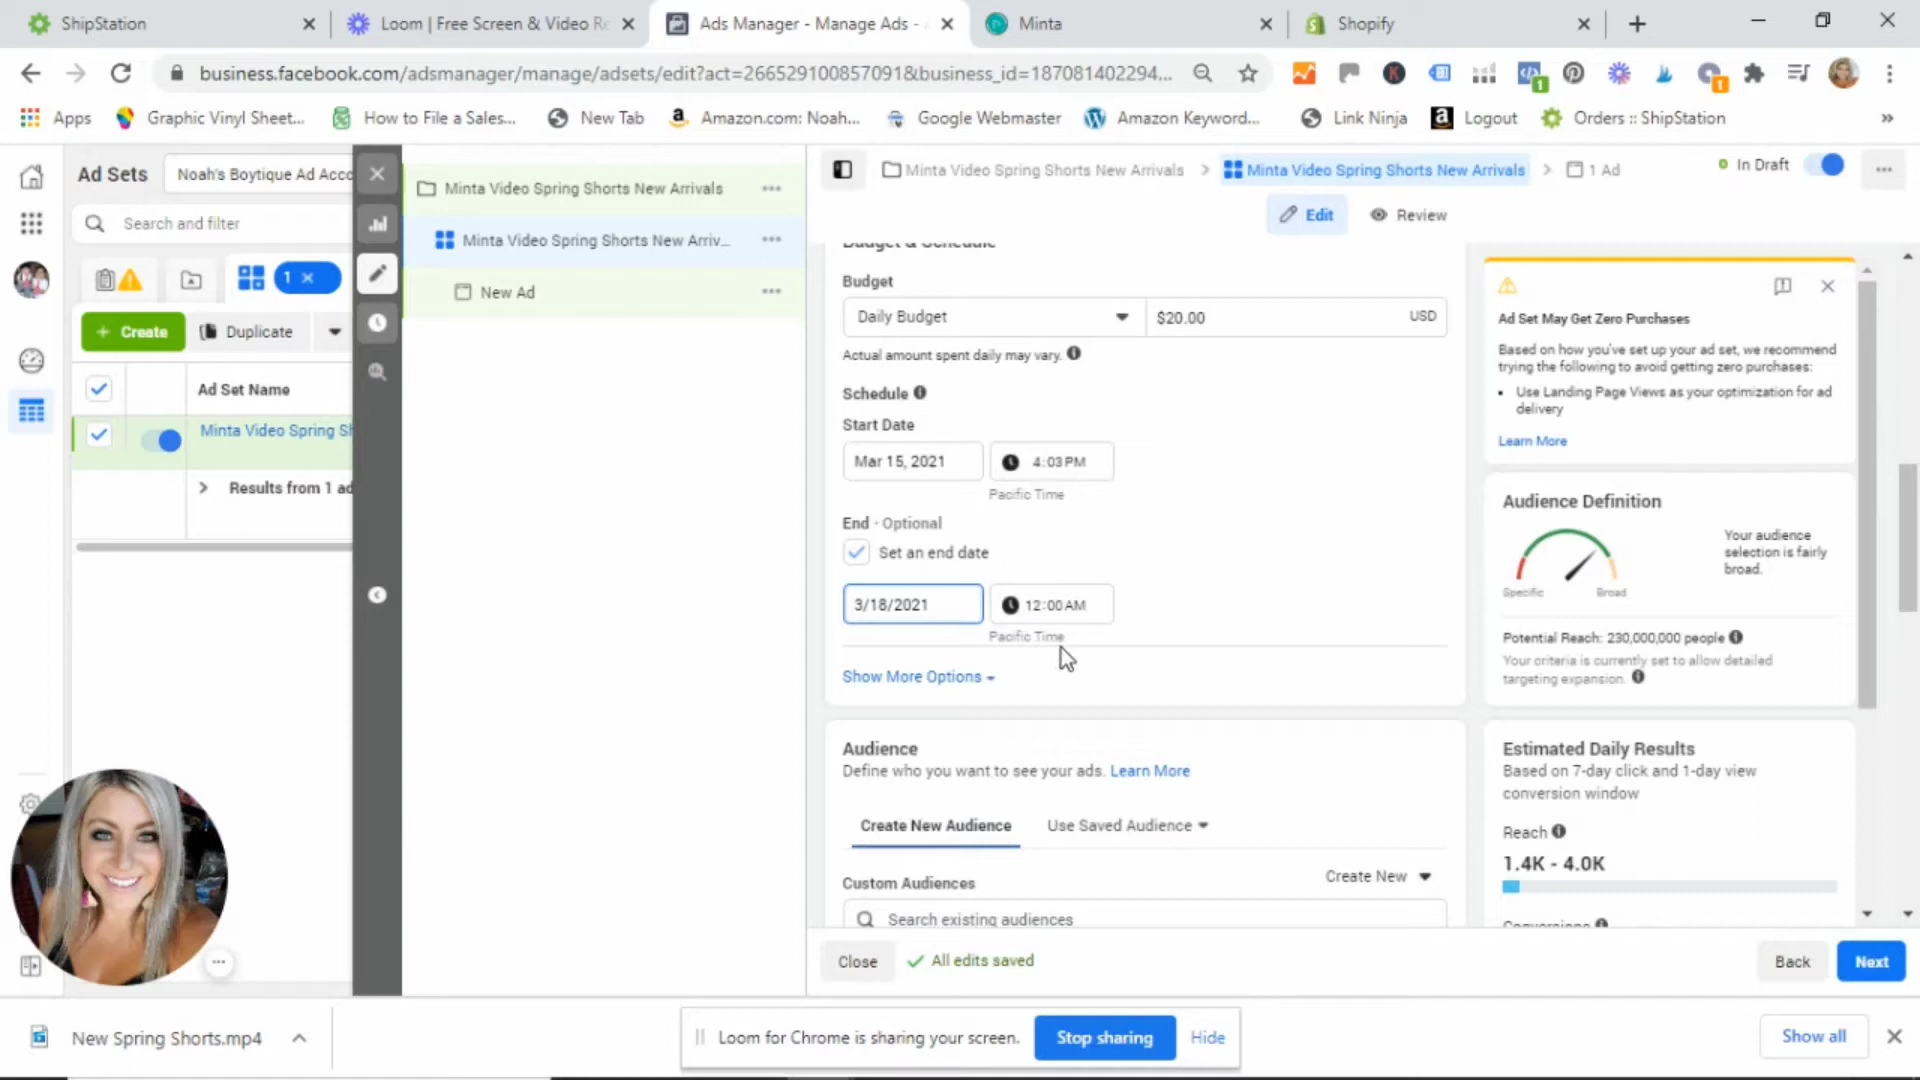 ShipStation
Loom | Free Screen & Video Re
Ads Manager - Manage Ads -
Minta
Shopify
business.facebook.com/adsmanager/manage/adsets/edit?act=266529100857091&business_id=187081402294...
1
1
Apps
Graphic Vinyl Sheet...
How to File a Sales...
New Tab
Amazon.com: Noah...
Google Webmaster
Amazon Keyword...
Link Ninja
Logout
Orders :: ShipStation
»
Ad Sets
Noah's Boytique Ad Acco
Search and filter
1 ×
+ Create
Duplicate
Ad Set Name
Minta Video Spring Sh
Results from 1 ad
Minta Video Spring Shorts New Arrivals
Minta Video Spring Shorts New Arriv...
New Ad
Minta Video Spring Shorts New Arrivals
Minta Video Spring Shorts New Arrivals
1 Ad
In Draft
Edit
Review
Budget & Schedule
Budget
Daily Budget
$20.00
USD
Actual amount spent daily may vary.
Schedule
Start Date
Mar 15, 2021
4:03PM
Pacific Time
End · Optional
Set an end date
3/18/2021
12:00AM
Pacific Time
Show More Options
Audience
Define who you want to see your ads. Learn More
Create New Audience
Use Saved Audience
Custom Audiences
Create New
Search existing audiences
Ad Set May Get Zero Purchases
Based on how you've set up your ad set, we recommend
trying the following to avoid getting zero purchases:
• Use Landing Page Views as your optimization for ad
delivery
Learn More
Audience Definition
Your audience
selection is fairly
broad.
Specific
Broad
Potential Reach: 230,000,000 people
Your criteria is currently set to allow detailed
targeting expansion.
Estimated Daily Results
Based on 7-day click and 1-day view
conversion window
Reach
1.4K - 4.0K
Conversions
Close
All edits saved
Back
Next
New Spring Shorts.mp4
Loom for Chrome is sharing your screen.
Stop sharing
Hide
Show all